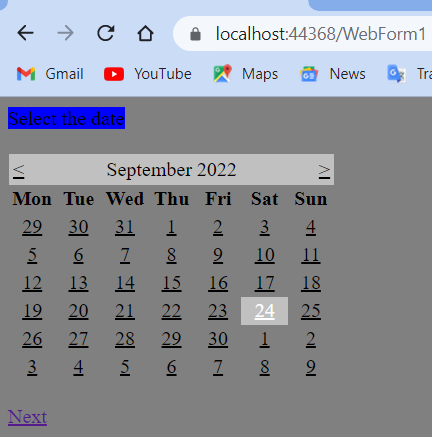 localhost:44368/WebForm1
Gmail YouTube Maps News Tra
Select the date
< September 2022 >
Mon Tue Wed Thu Fri Sat Sun
29 30 31 1 2 3 4
5 6 7 8 9 10 11
12 13 14 15 16 17 18
19 20 21 22 23 24 25
26 27 28 29 30 1 2
3 4 5 6 7 8 9
Next